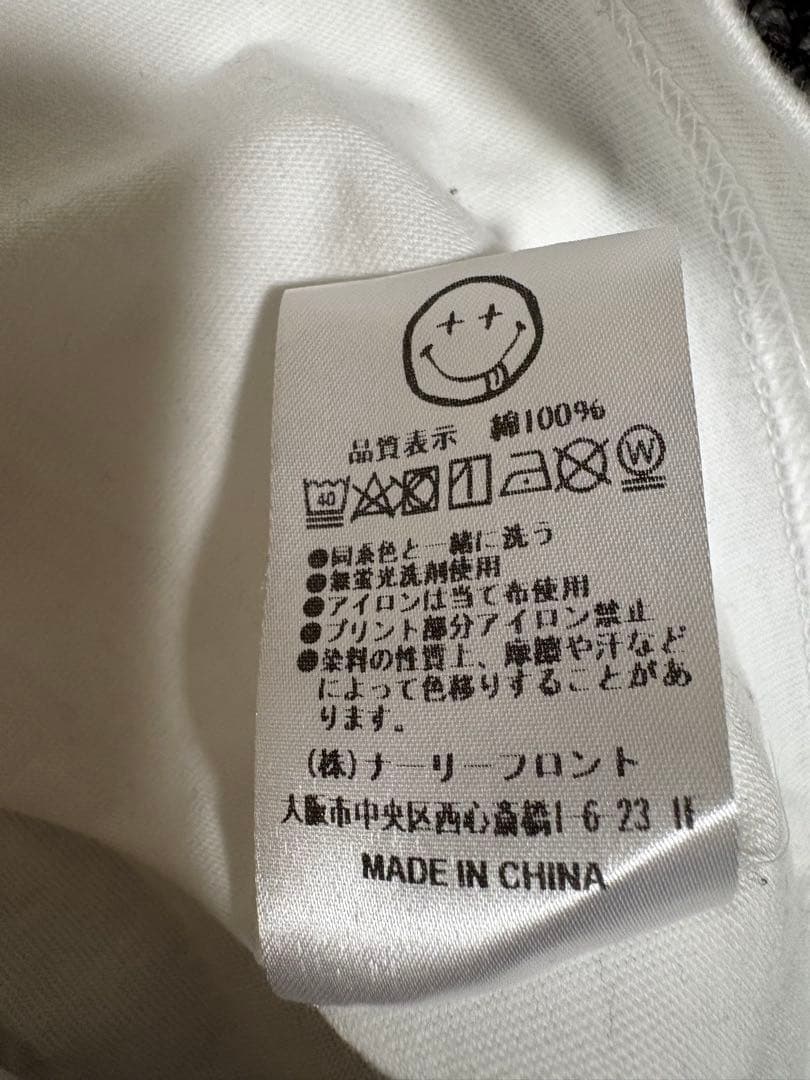 品質表示 綿100%
40 W
●同系色と一緒に洗う
●無蛍光洗剤使用
●アイロンは当て布使用
●プリント部分アイロン禁止
●染料の性質上、摩擦や汗など
によって色移りすることがあ
ります。
(株)ナーリーフロント
大阪市中央区西心斎橋1-6-23 1F
MADE IN CHINA